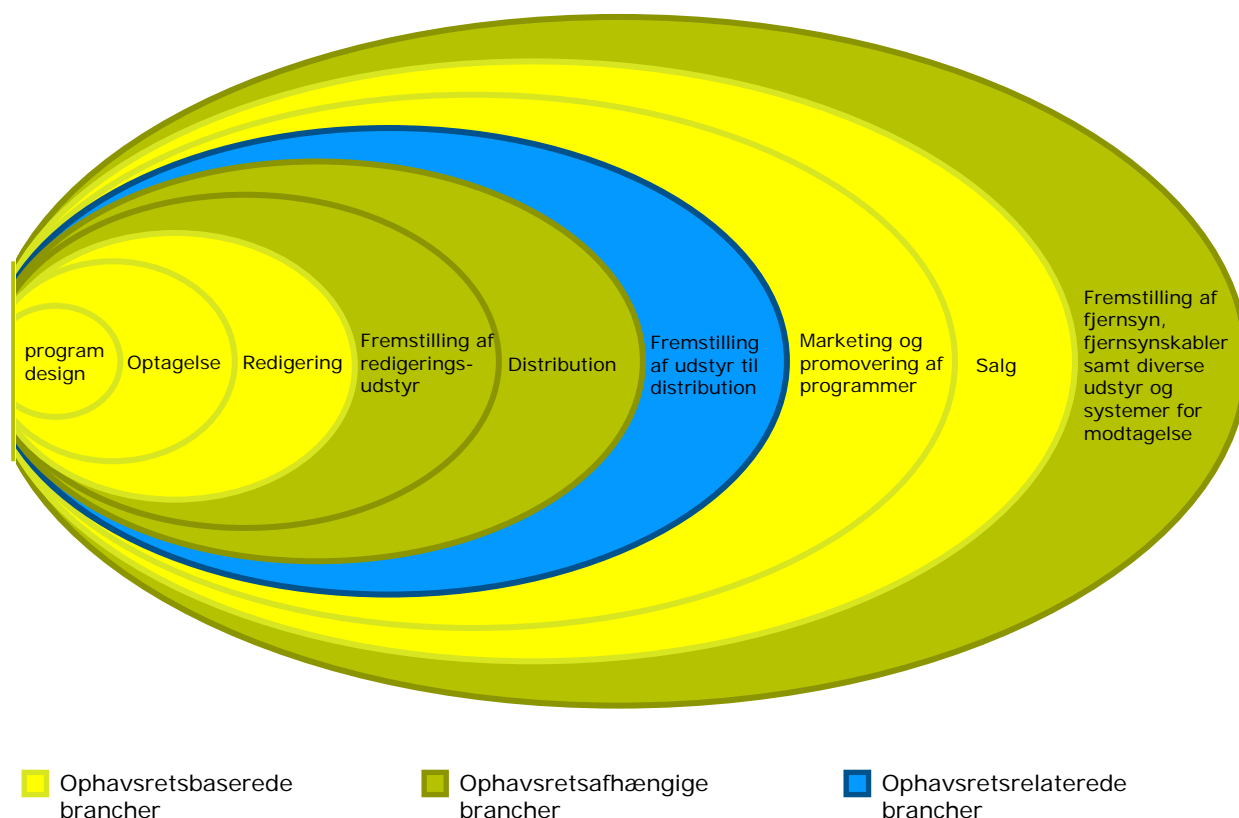 program
design
Optagelse
Redigering
Fremstilling af
redigerings-
udstyr
Distribution
Fremstilling
af udstyr til
distribution
Marketing og
promovering af
programmer
Salg
Fremstilling af
fjernsyn,
fjernsynskabler
samt diverse
udstyr og
systemer for
modtagelse
Ophavsretsbaserede
brancher
Ophavsretsafhængige
brancher
Ophavsretsrelaterede
brancher